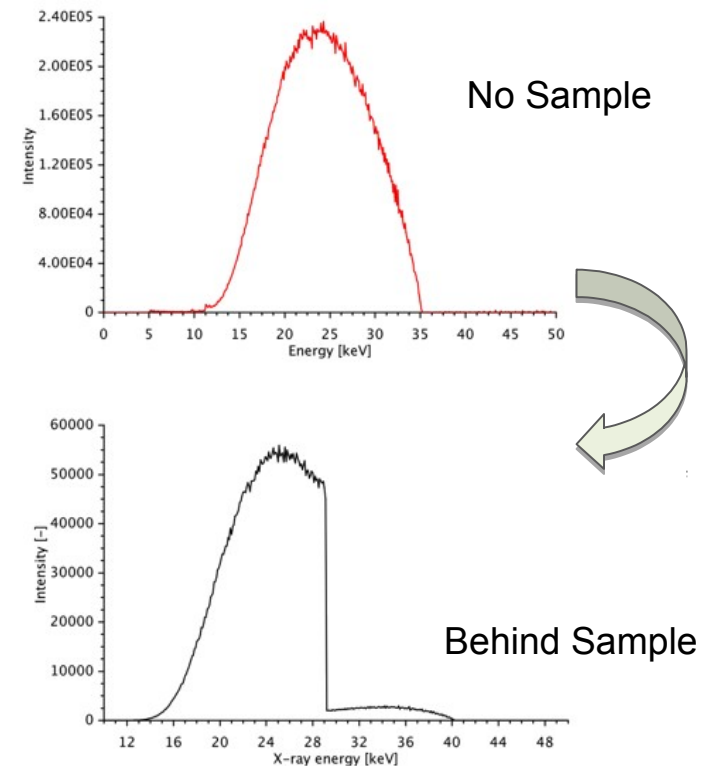 2.40E05
2.00E05
1.60E05
1.20E05
8.00E04
4.00E04
0
Intensity
No Sample
0 5 10 15 20 25 30 35 40 45 50
Energy [keV]
60000
50000
40000
30000
20000
10000
0
Intensity [-]
Behind Sample
12 16 20 24 28 32 36 40 44 48
X-ray energy [keV]